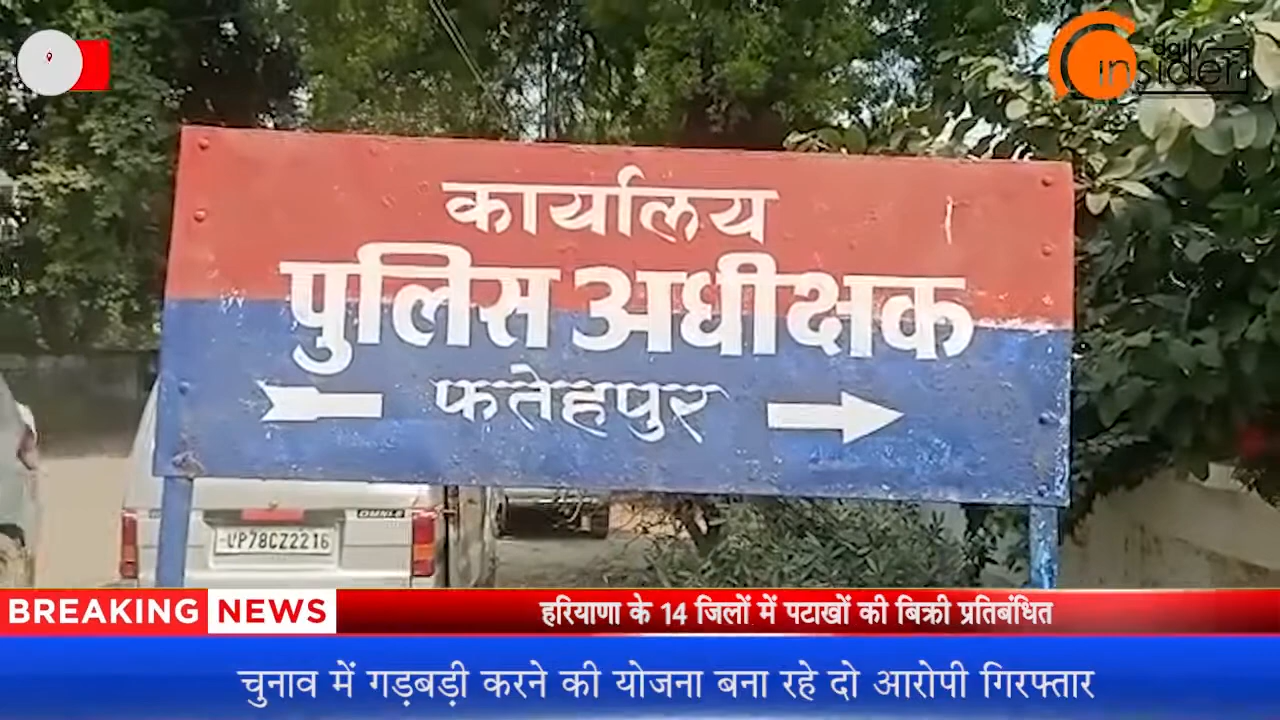 daily
insider
कार्यालय
पुलिस अधीक्षक
फतेहपुर
OMNI-E
UP78CZ2216
BREAKING NEWS
हरियाणा के 14 जिलों में पटाखों की बिक्री प्रतिबंधित
चुनाव में गड़बड़ी करने की योजना बना रहे दो आरोपी गिरफ्तार